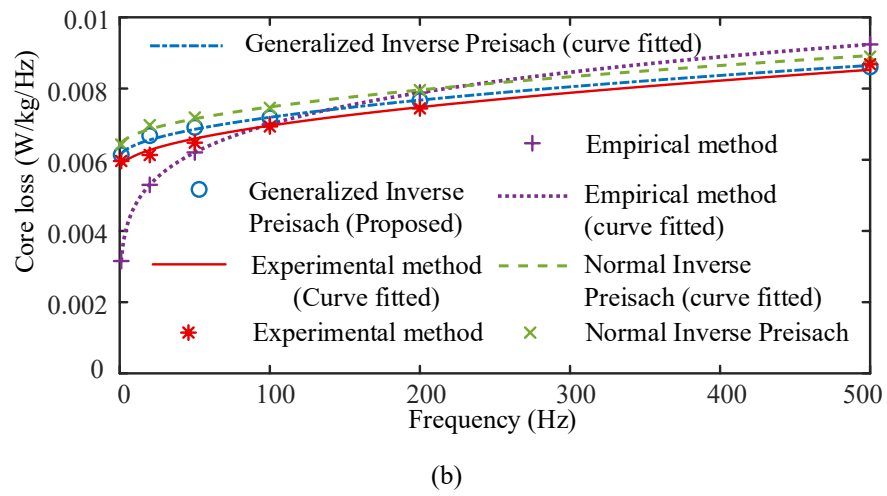 0.01
0.008
0.006
0.004
0.002
0
Core loss (W/kg/Hz)
Generalized Inverse Preisach (curve fitted)
Empirical method
Generalized Inverse
Preisach (Proposed)
Empirical method
(curve fitted)
Experimental method
(Curve fitted)
Normal Inverse
Preisach (curve fitted)
Experimental method
Normal Inverse Preisach
0 100 200 300 400 500
Frequency (Hz)
(b)